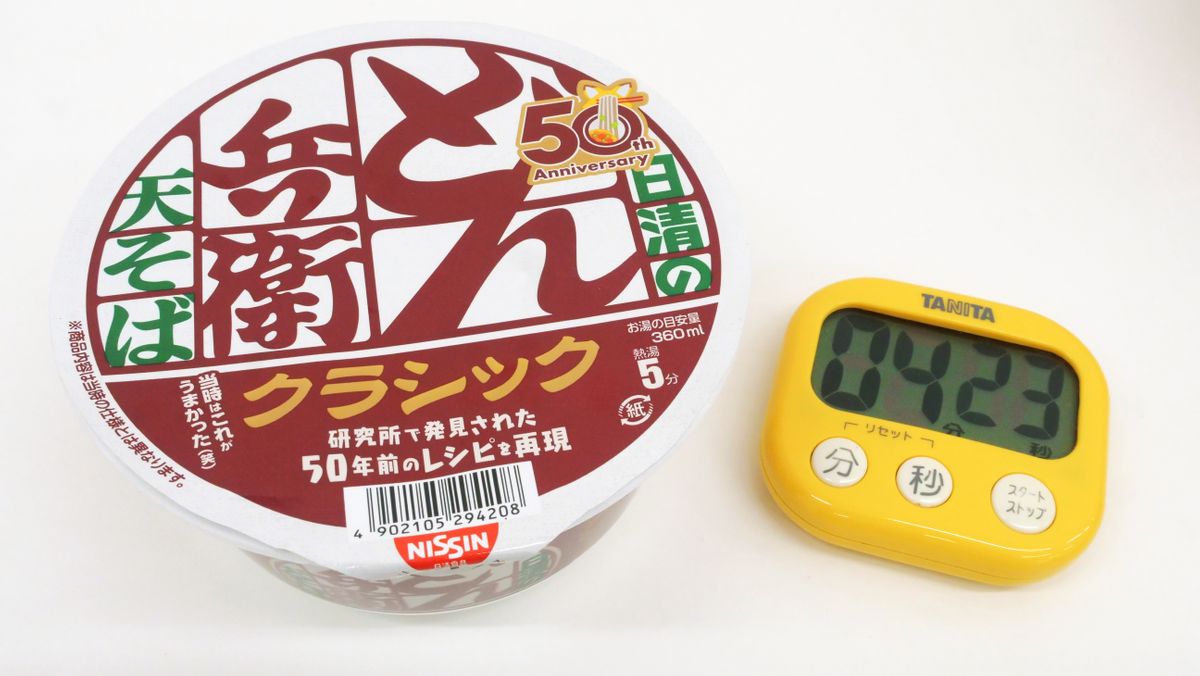 日清の
どん
兵衛
天そば
50th
Anniversary
お湯の目安量
360ml
熱湯
5分
紙
クラシック
当時はこれが
うまかった(笑)
研究所で発見された
50年前のレシピを再現
※商品内容は当時の仕様とは異なります。
4 902105 294208
NISSIN
日清食品
TANITA
04 23
分 秒
リセット
分
秒
スタート
ストップ